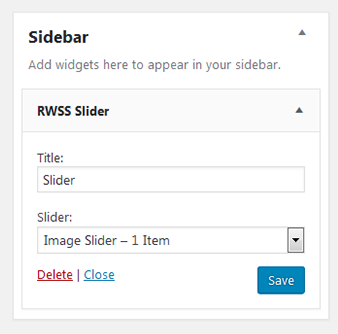 Sidebar
Add widgets here to appear in your sidebar.
RWSS Slider
Title:
Slider
Slider:
Image Slider – 1 Item
Delete | Close
Save